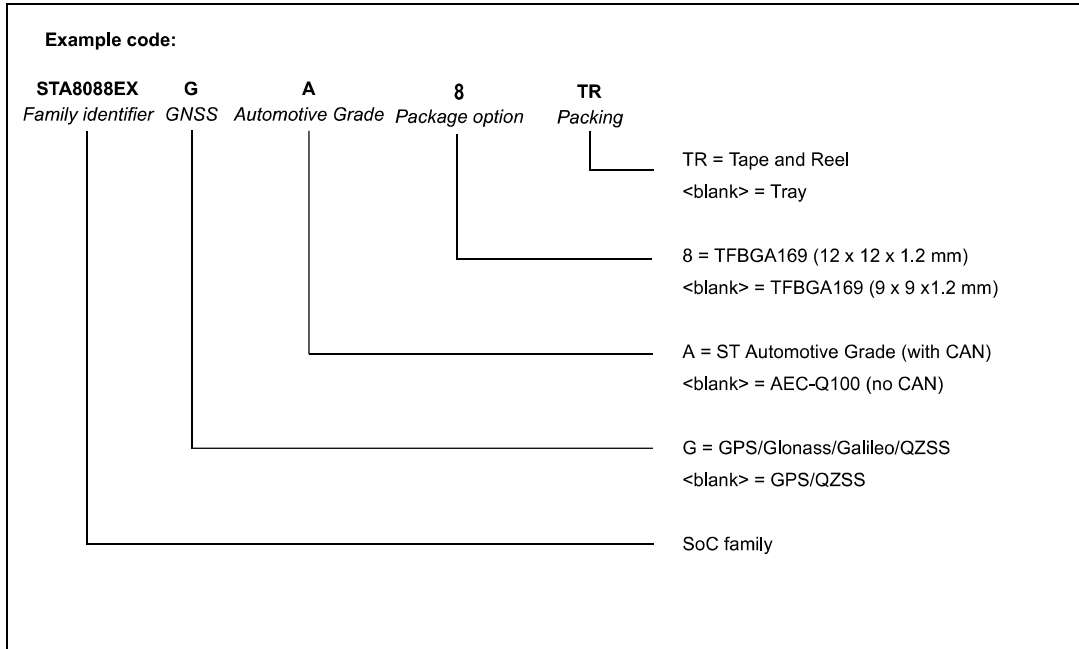 Example code:
STA8088EX G A 8 TR
Family identifier GNSS Automotive Grade Package option Packing
TR = Tape and Reel
<blank> = Tray
8 = TFBGA169 (12 x 12 x 1.2 mm)
<blank> = TFBGA169 (9 x 9 x1.2 mm)
A = ST Automotive Grade (with CAN)
<blank> = AEC-Q100 (no CAN)
G = GPS/Glonass/Galileo/QZSS
<blank> = GPS/QZSS
SoC family